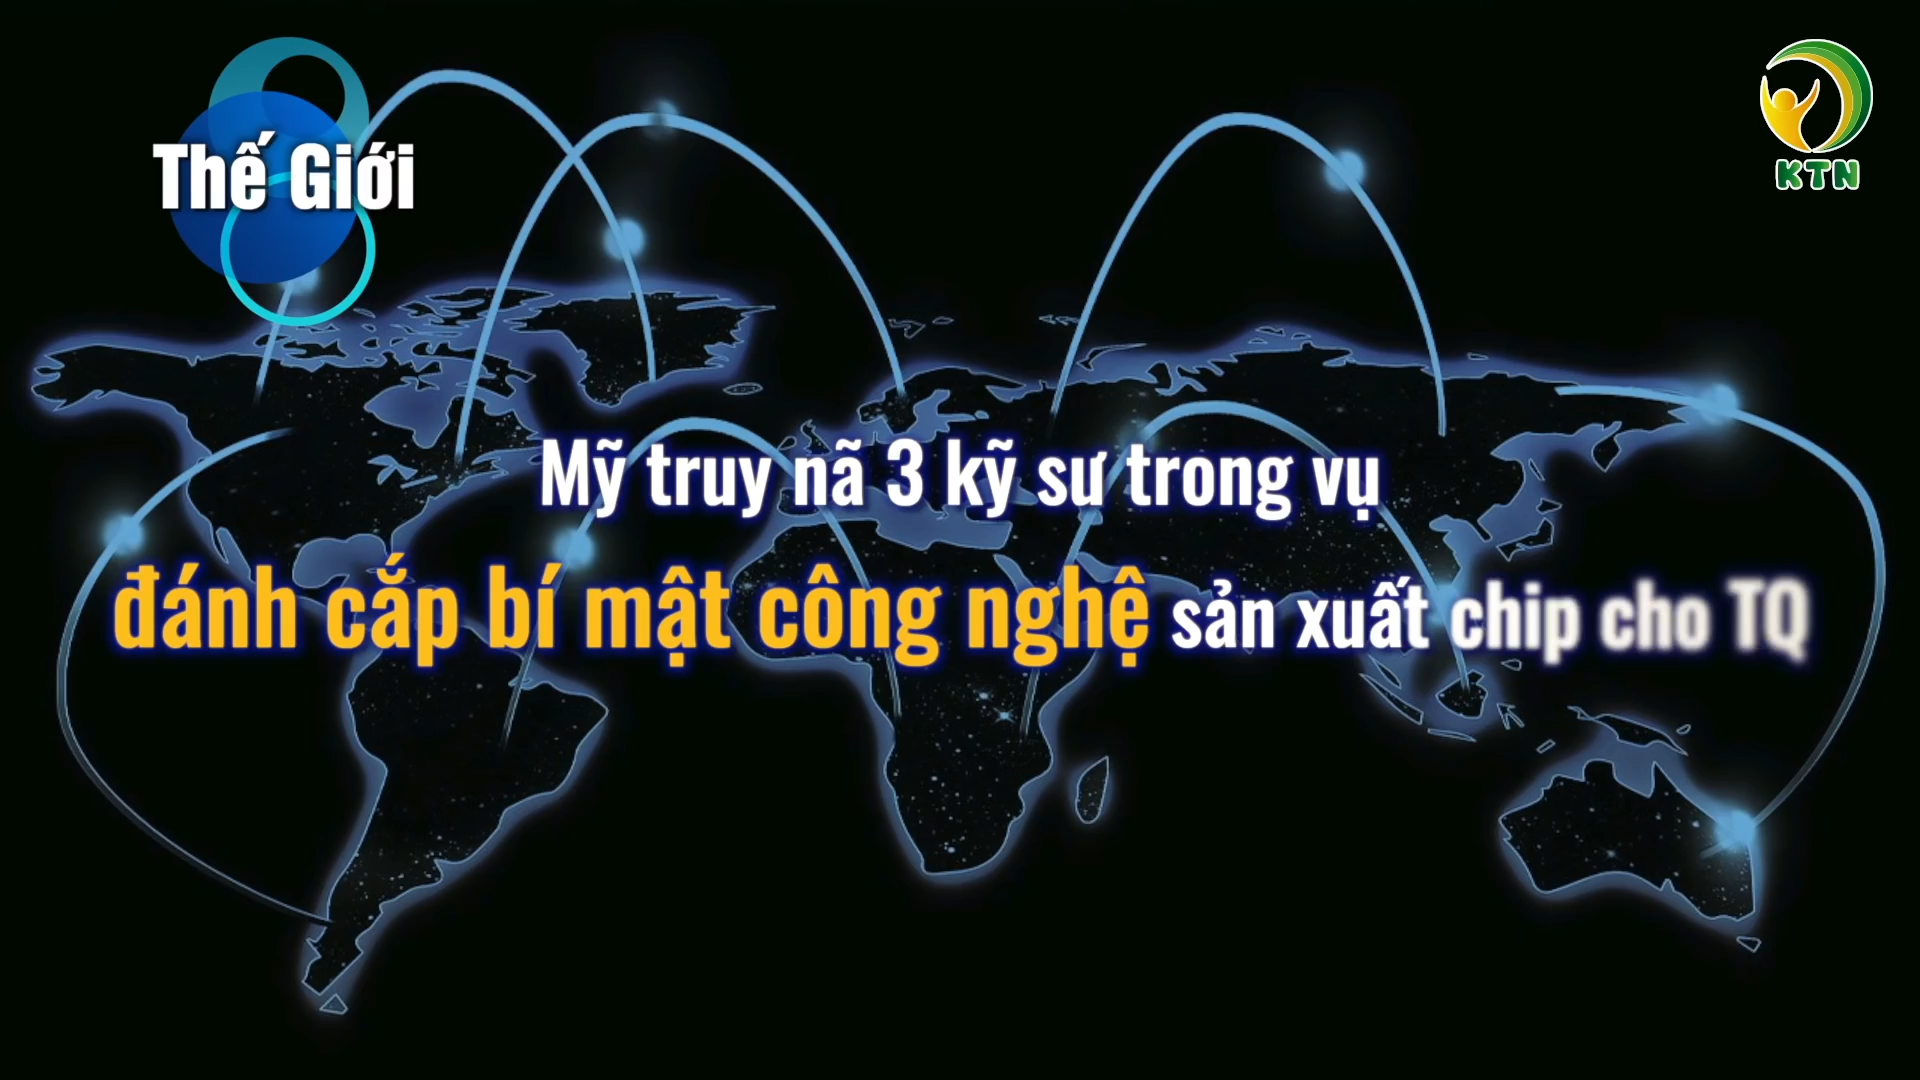 Thế Giới
KTN
Mỹ truy nã 3 kỹ sư trong vụ
đánh cắp bí mật công nghệ sản xuất chip cho TQ